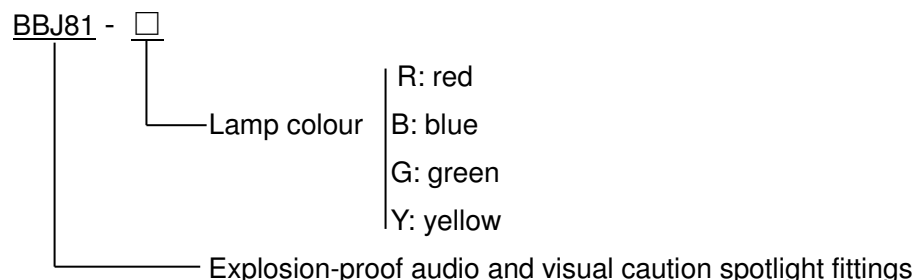 BBJ81 - □
R: red
Lamp colour B: blue
G: green
Y: yellow
Explosion-proof audio and visual caution spotlight fittings